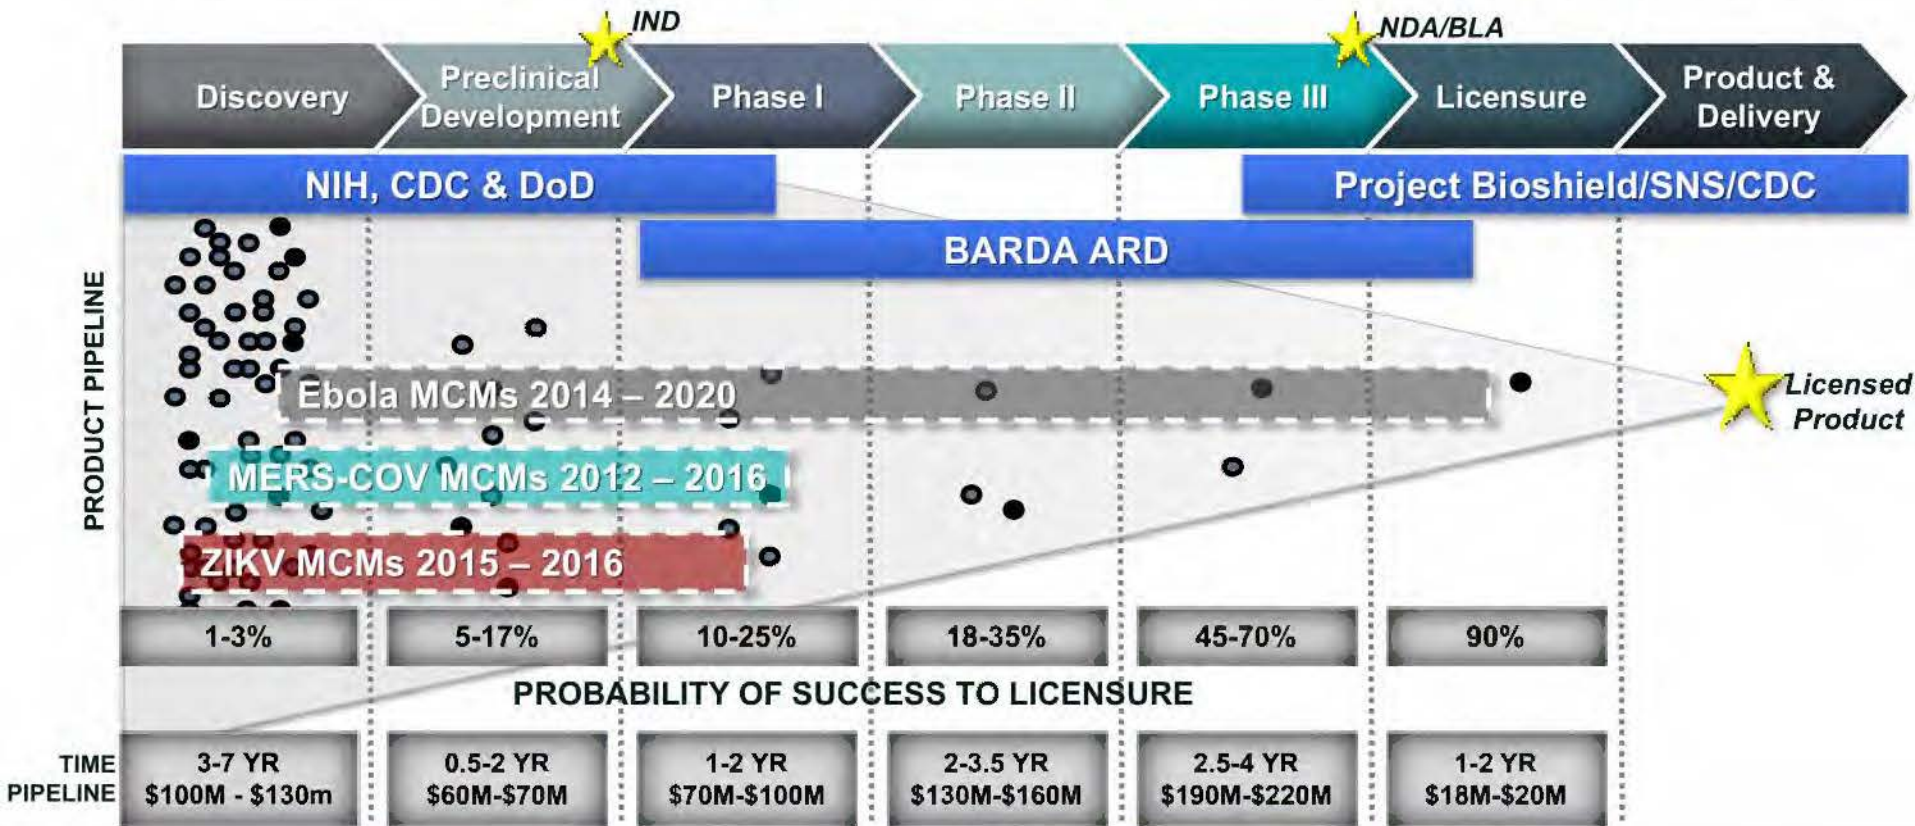 IND
NDA/BLA
Discovery
Preclinical
Development
Phase I
Phase II
Phase III
Licensure
Product &
Delivery
NIH, CDC & DoD
Project Bioshield/SNS/CDC
BARDA ARD
PRODUCT PIPELINE
Ebola MCMs 2014 – 2020
Licensed
Product
MERS-COV MCMs 2012 – 2016
ZIKV MCMs 2015 – 2016
1-3%
5-17%
10-25%
18-35%
45-70%
90%
PROBABILITY OF SUCCESS TO LICENSURE
TIME
PIPELINE
3-7 YR
$100M - $130m
0.5-2 YR
$60M-$70M
1-2 YR
$70M-$100M
2-3.5 YR
$130M-$160M
2.5-4 YR
$190M-$220M
1-2 YR
$18M-$20M